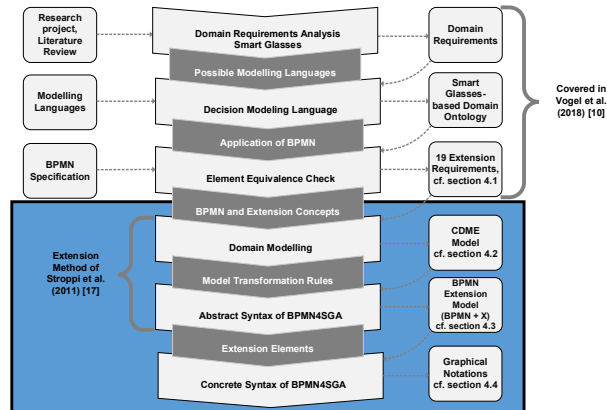 Research
project,
Literature
Review
Domain Requirements Analysis
Smart Glasses
Domain
Requirements
Possible Modelling Languages
Modelling
Languages
Decision Modeling Language
Smart
Glasses-
based Domain
Ontology
Covered in
Vogel et al.
(2018) [10]
Application of BPMN
BPMN
Specification
Element Equivalence Check
19 Extension
Requirements,
cf. section 4.1
BPMN and Extension Concepts
Extension
Method of
Stroppi et al.
(2011) [17]
Domain Modelling
CDME
Model
cf. section 4.2
Model Transformation Rules
Abstract Syntax of BPMN4SGA
BPMN
Extension
Model
(BPMN + X)
cf. section 4.3
Extension Elements
Concrete Syntax of BPMN4SGA
Graphical
Notations
cf. section 4.4